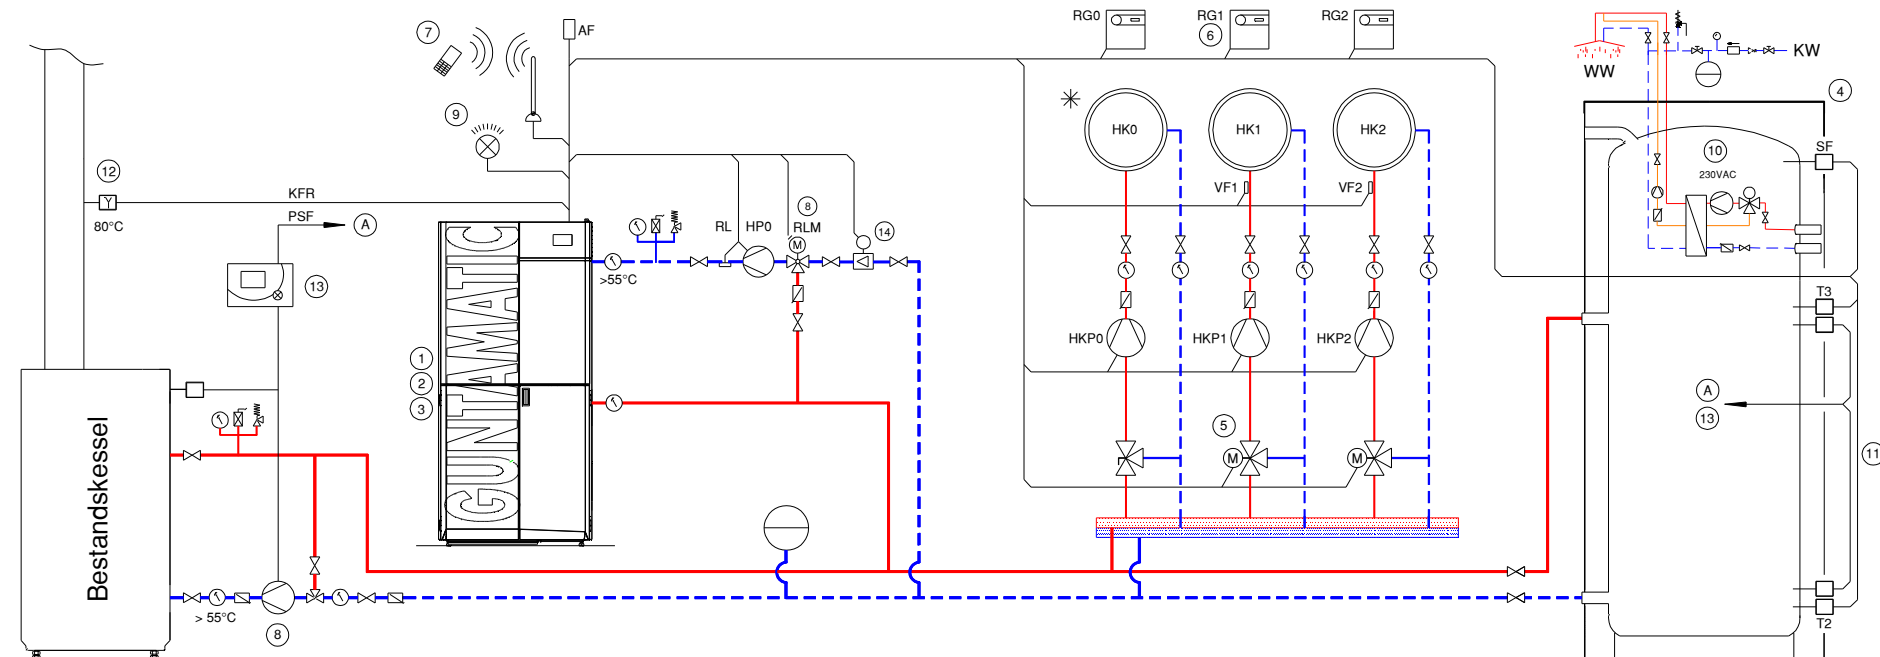 7
AF
RG0
RG1
6
RG2
WW
KW
4
9
HK0
HK1
HK2
10
230VAC
SF
12
KFR
80°C
PSF
A
VF1
VF2
RL
HP0
8
RLM
M
14
>55°C
13
T3
HKP0
HKP1
HKP2
1
2
3
GUNTAMATIC
A
13
5
M
M
11
Bestandskessel
> 55°C
8
T2